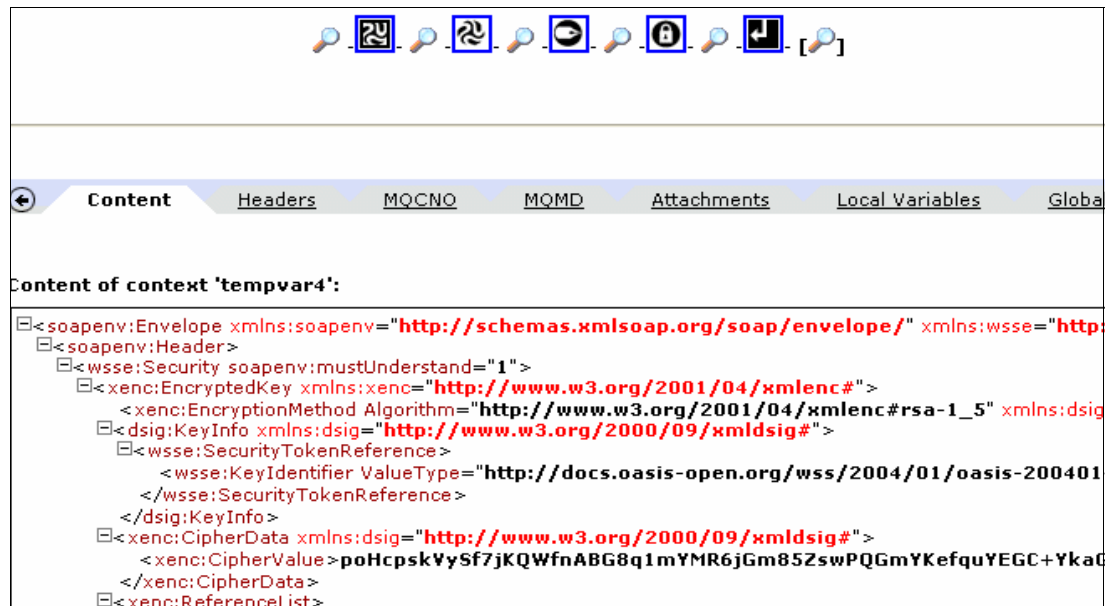 Content Headers MQCNO MQMD Attachments Local Variables Globa
Content of context 'tempvar4':
<soapenv:Envelope xmlns:soapenv="http://schemas.xmlsoap.org/soap/envelope/" xmlns:wsse="http:
<soapenv:Header>
<wsse:Security soapenv:mustUnderstand="1">
<xenc:EncryptedKey xmlns:xenc="http://www.w3.org/2001/04/xmlenc#">
<xenc:EncryptionMethod Algorithm="http://www.w3.org/2001/04/xmlenc#rsa-1_5" xmlns:dsig
<dsig:KeyInfo xmlns:dsig="http://www.w3.org/2000/09/xmldsig#">
<wsse:SecurityTokenReference>
<wsse:KeyIdentifier ValueType="http://docs.oasis-open.org/wss/2004/01/oasis-200401-
</wsse:SecurityTokenReference>
</dsig:KeyInfo>
<xenc:CipherData xmlns:dsig="http://www.w3.org/2000/09/xmldsig#">
<xenc:CipherValue>poHcpskVySf7jKQWfnABG8q1mYMR6jGm85ZswPQGmYKefquYEGC+YkaG
</xenc:CipherData>
<xenc:ReferenceList>